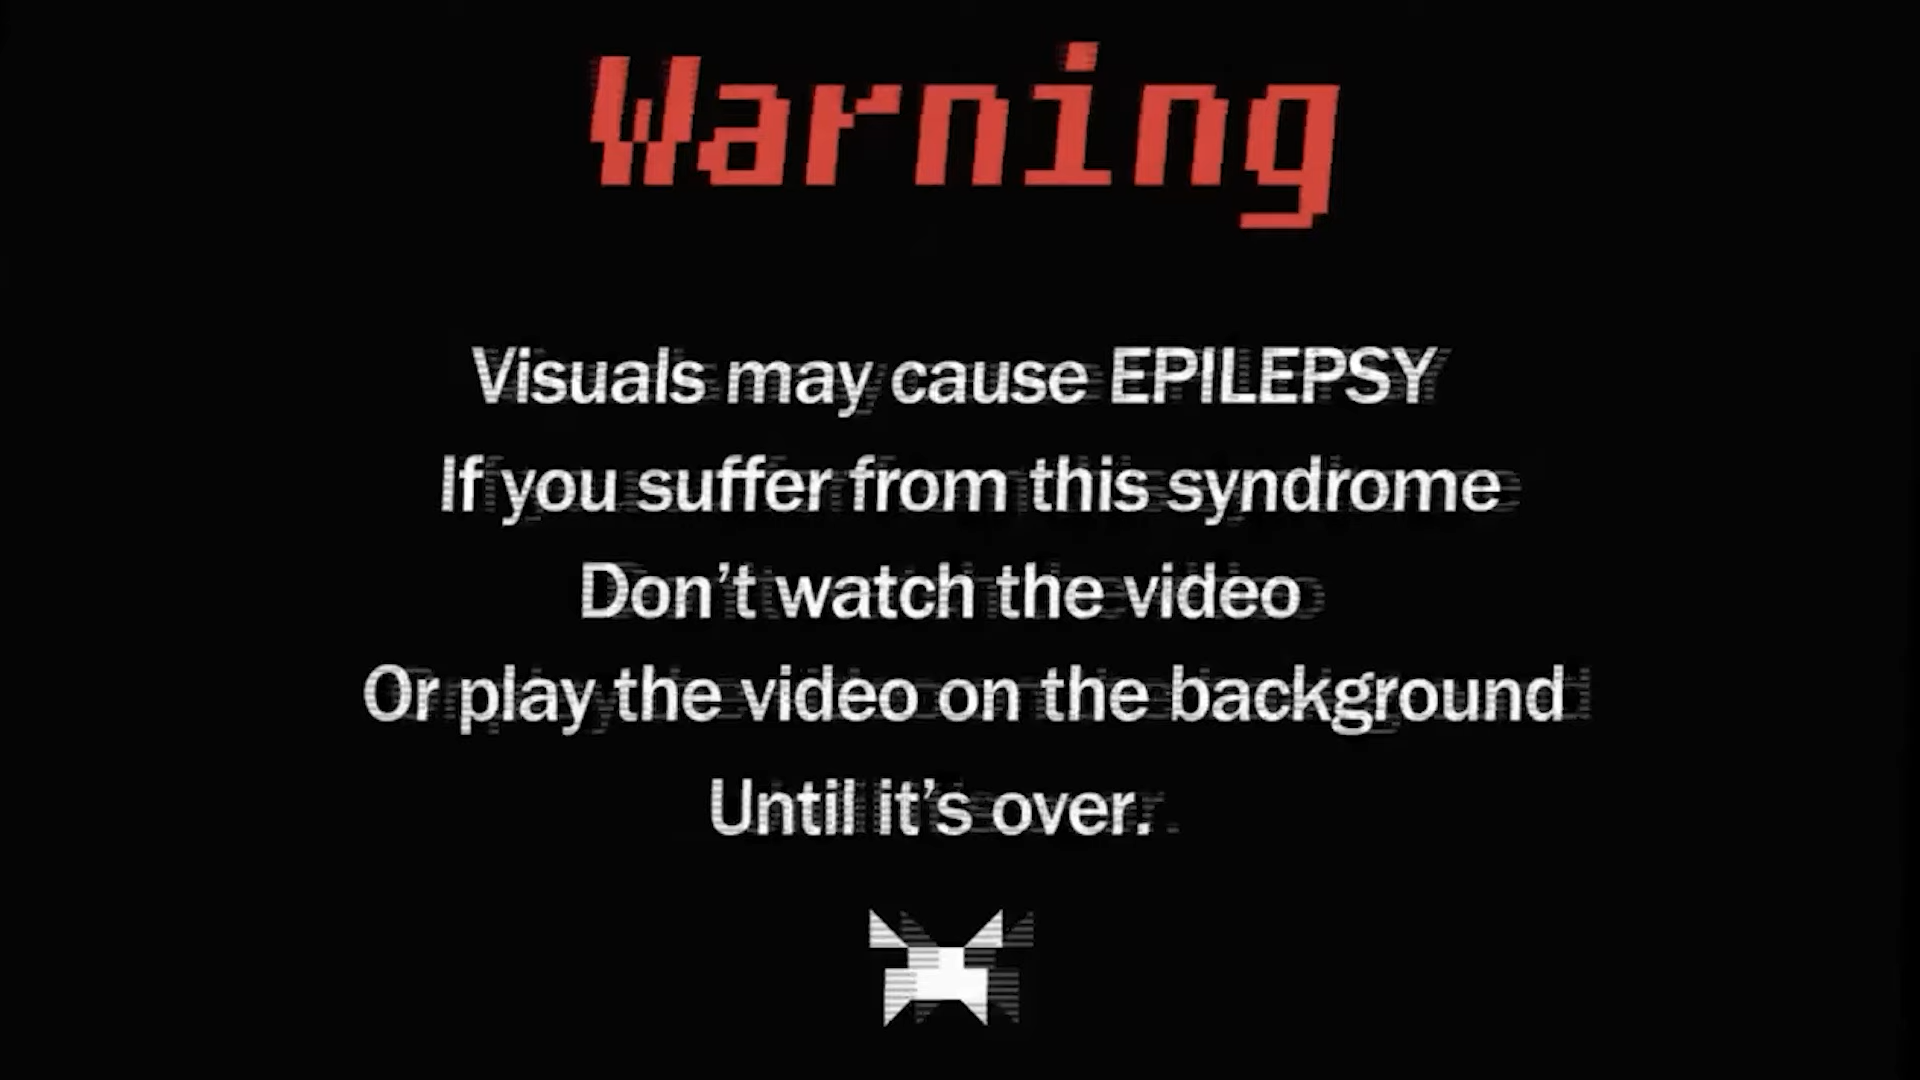 Warning
Visuals may cause EPILEPSY
If you suffer from this syndrome
Don’t watch the video
Or play the video on the background
Until it’s over.